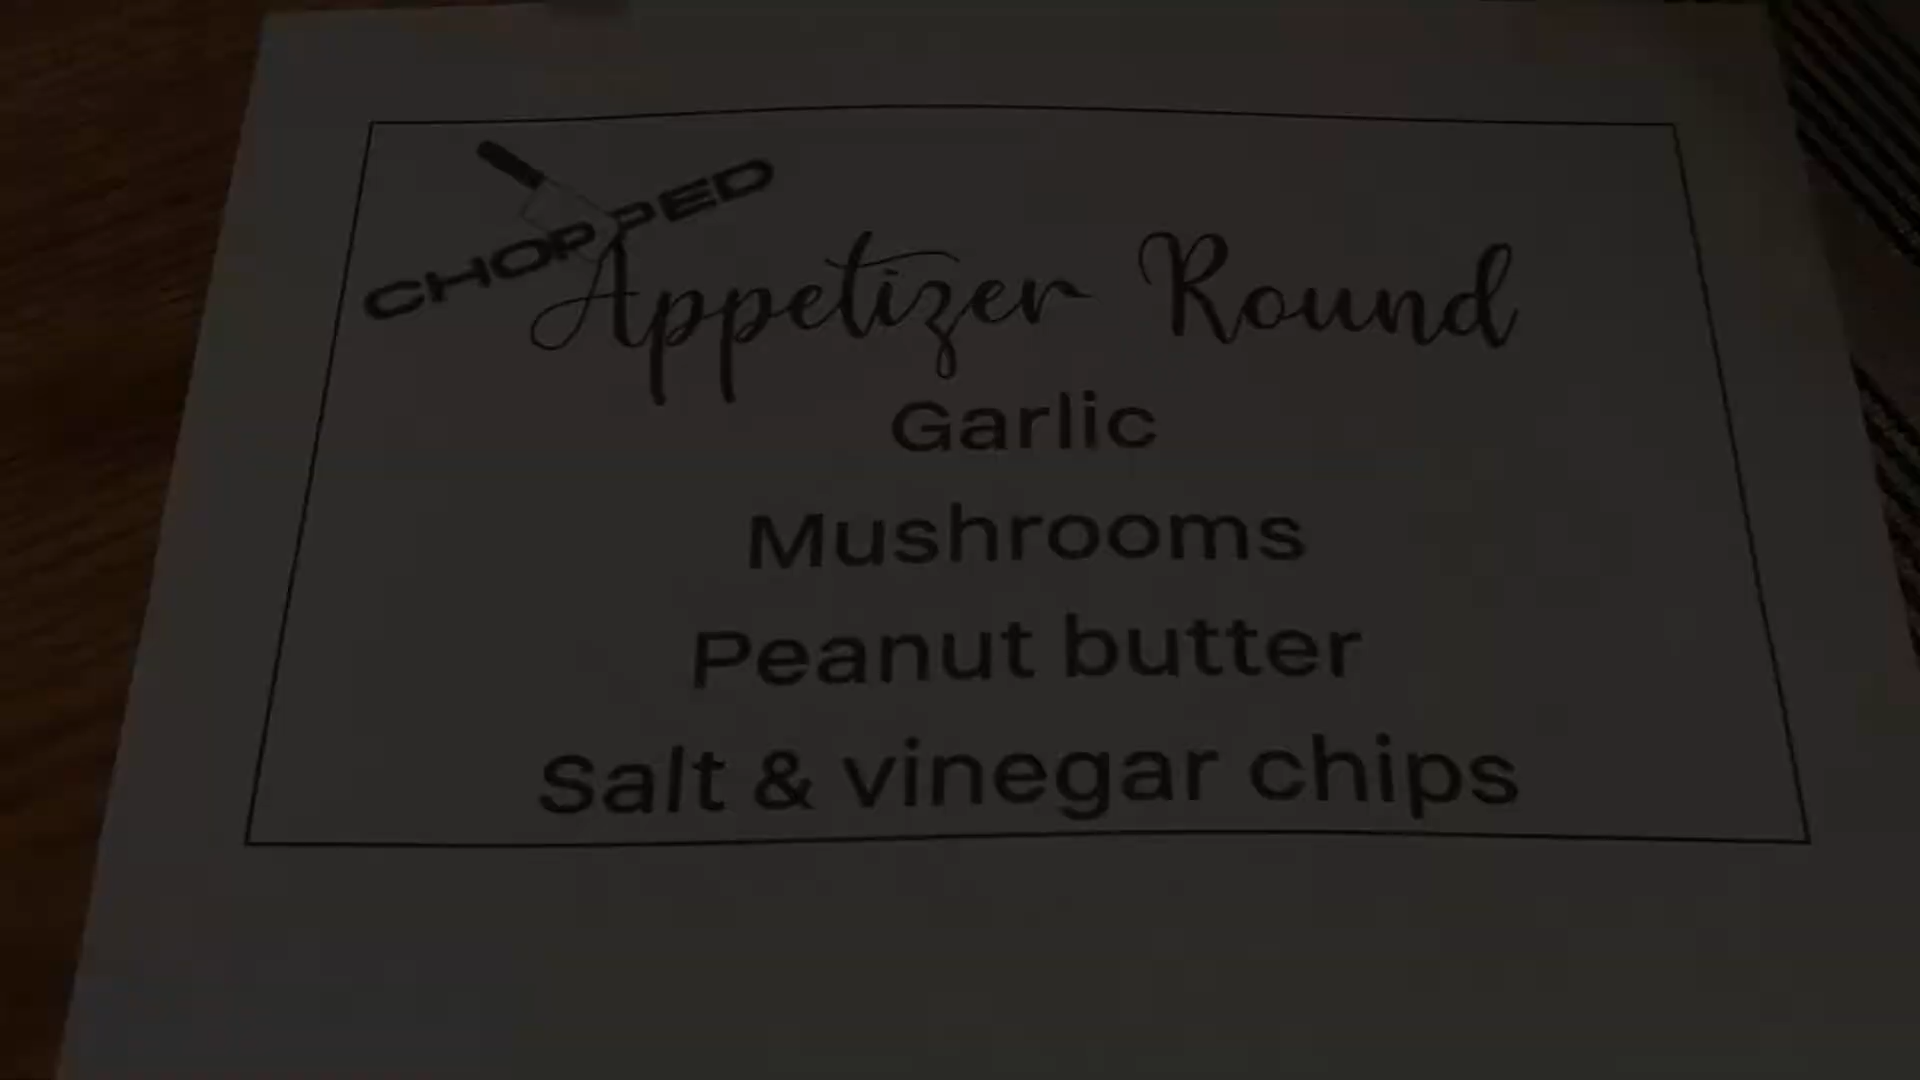 CHOPPED
Appetizer Round
Garlic
Mushrooms
Peanut butter
Salt & vinegar chips